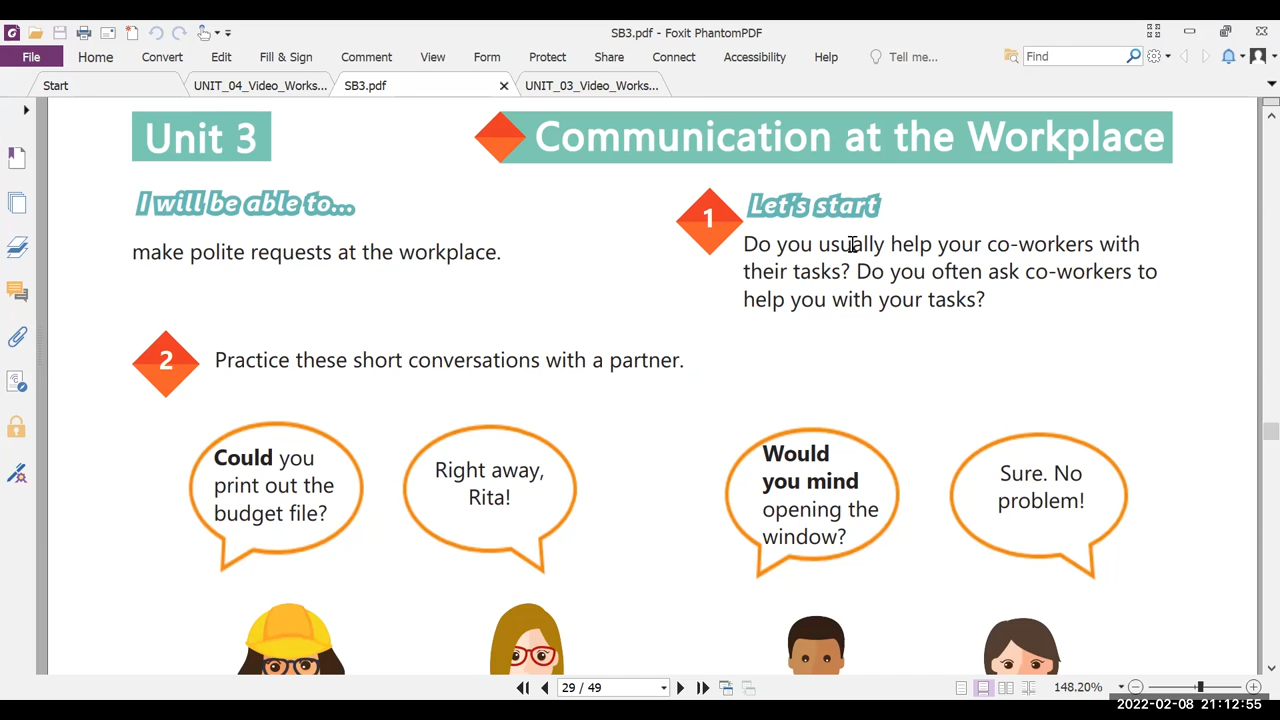 SB3.pdf - Foxit PhantomPDF
File Home Convert Edit Fill & Sign Comment View Form Protect Share Connect Accessibility Help Tell me... Find
Start UNIT_04_Video_Works... SB3.pdf UNIT_03_Video_Works...
Unit 3
Communication at the Workplace
I will be able to...
make polite requests at the workplace.
1
Let's start
Do you usually help your co-workers with
their tasks? Do you often ask co-workers to
help you with your tasks?
2
Practice these short conversations with a partner.
Could you
print out the
budget file?
Right away,
Rita!
Would
you mind
opening the
window?
Sure. No
problem!
29 / 49
148.20%
2022-02-08 21:12:55